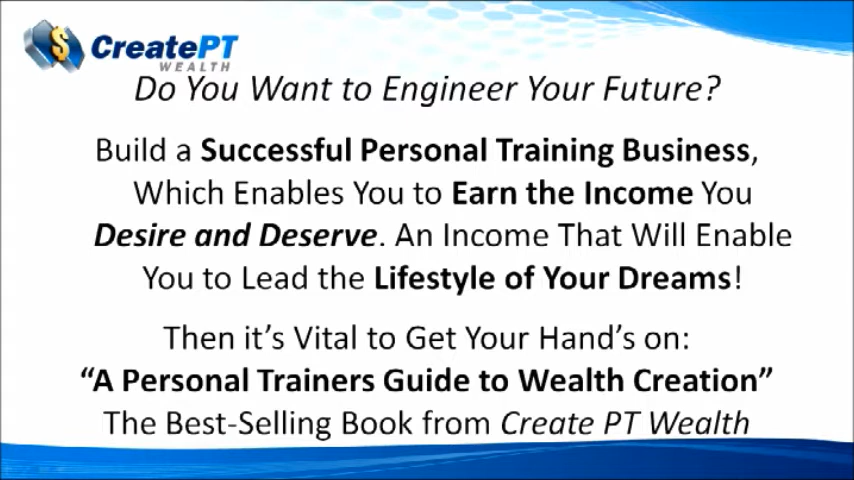 CreatePT
WEALTH
Do You Want to Engineer Your Future?
Build a Successful Personal Training Business,
Which Enables You to Earn the Income You
Desire and Deserve. An Income That Will Enable
You to Lead the Lifestyle of Your Dreams!
Then it’s Vital to Get Your Hand’s on:
“A Personal Trainers Guide to Wealth Creation”
The Best-Selling Book from Create PT Wealth